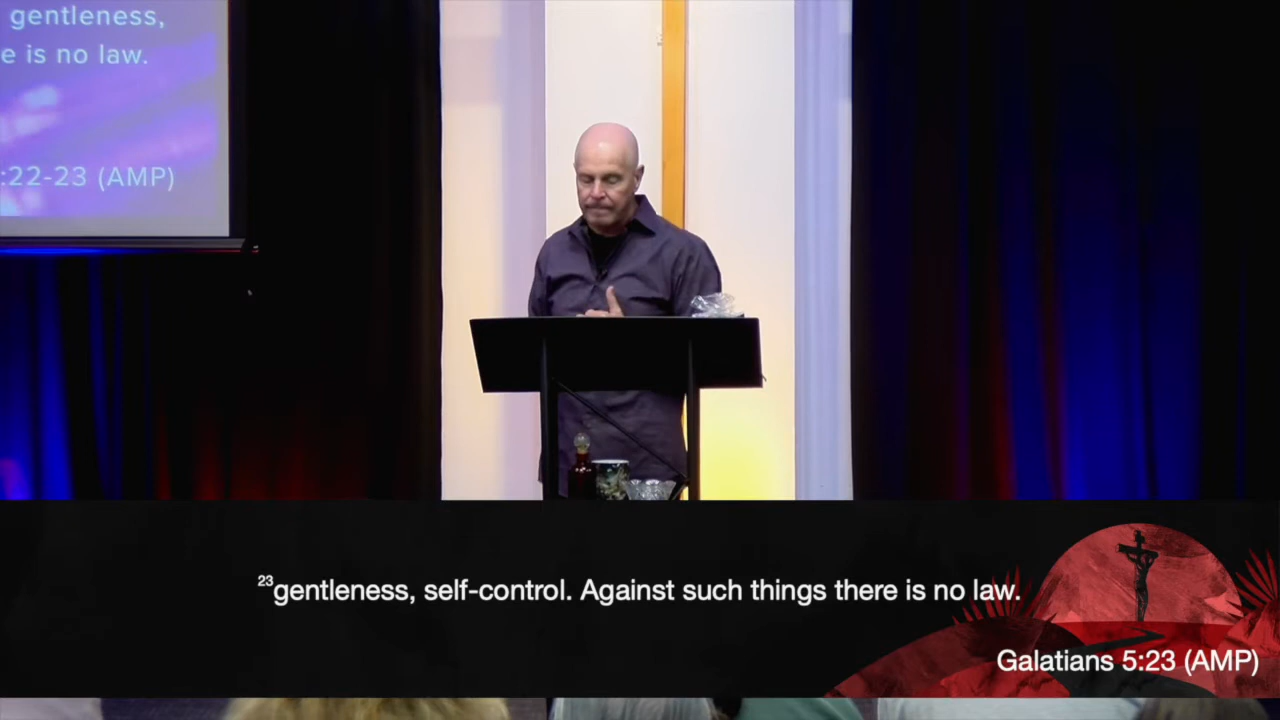 gentleness,
e is no law.
:22-23 (AMP)
23gentleness, self-control. Against such things there is no law.
Galatians 5:23 (AMP)